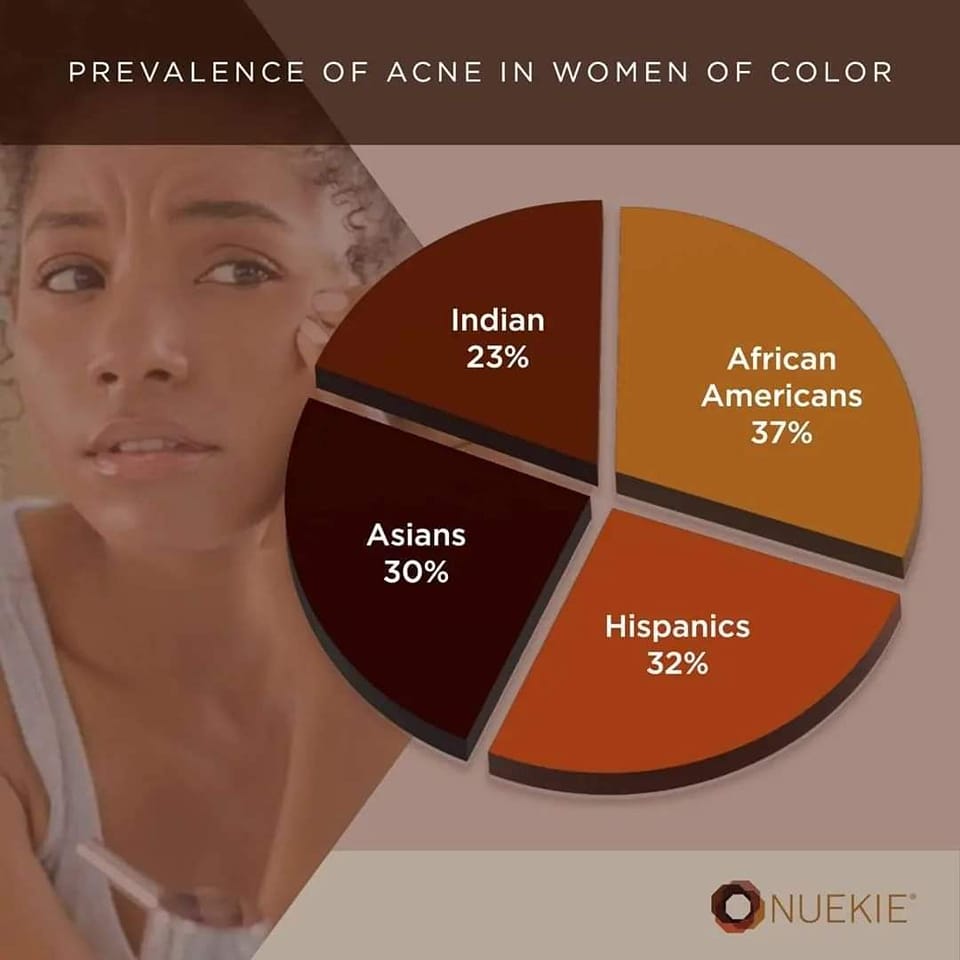 PREVALENCE OF ACNE IN WOMEN OF COLOR
Indian
23%
African
Americans
37%
Asians
30%
Hispanics
32%
NUEKIE®